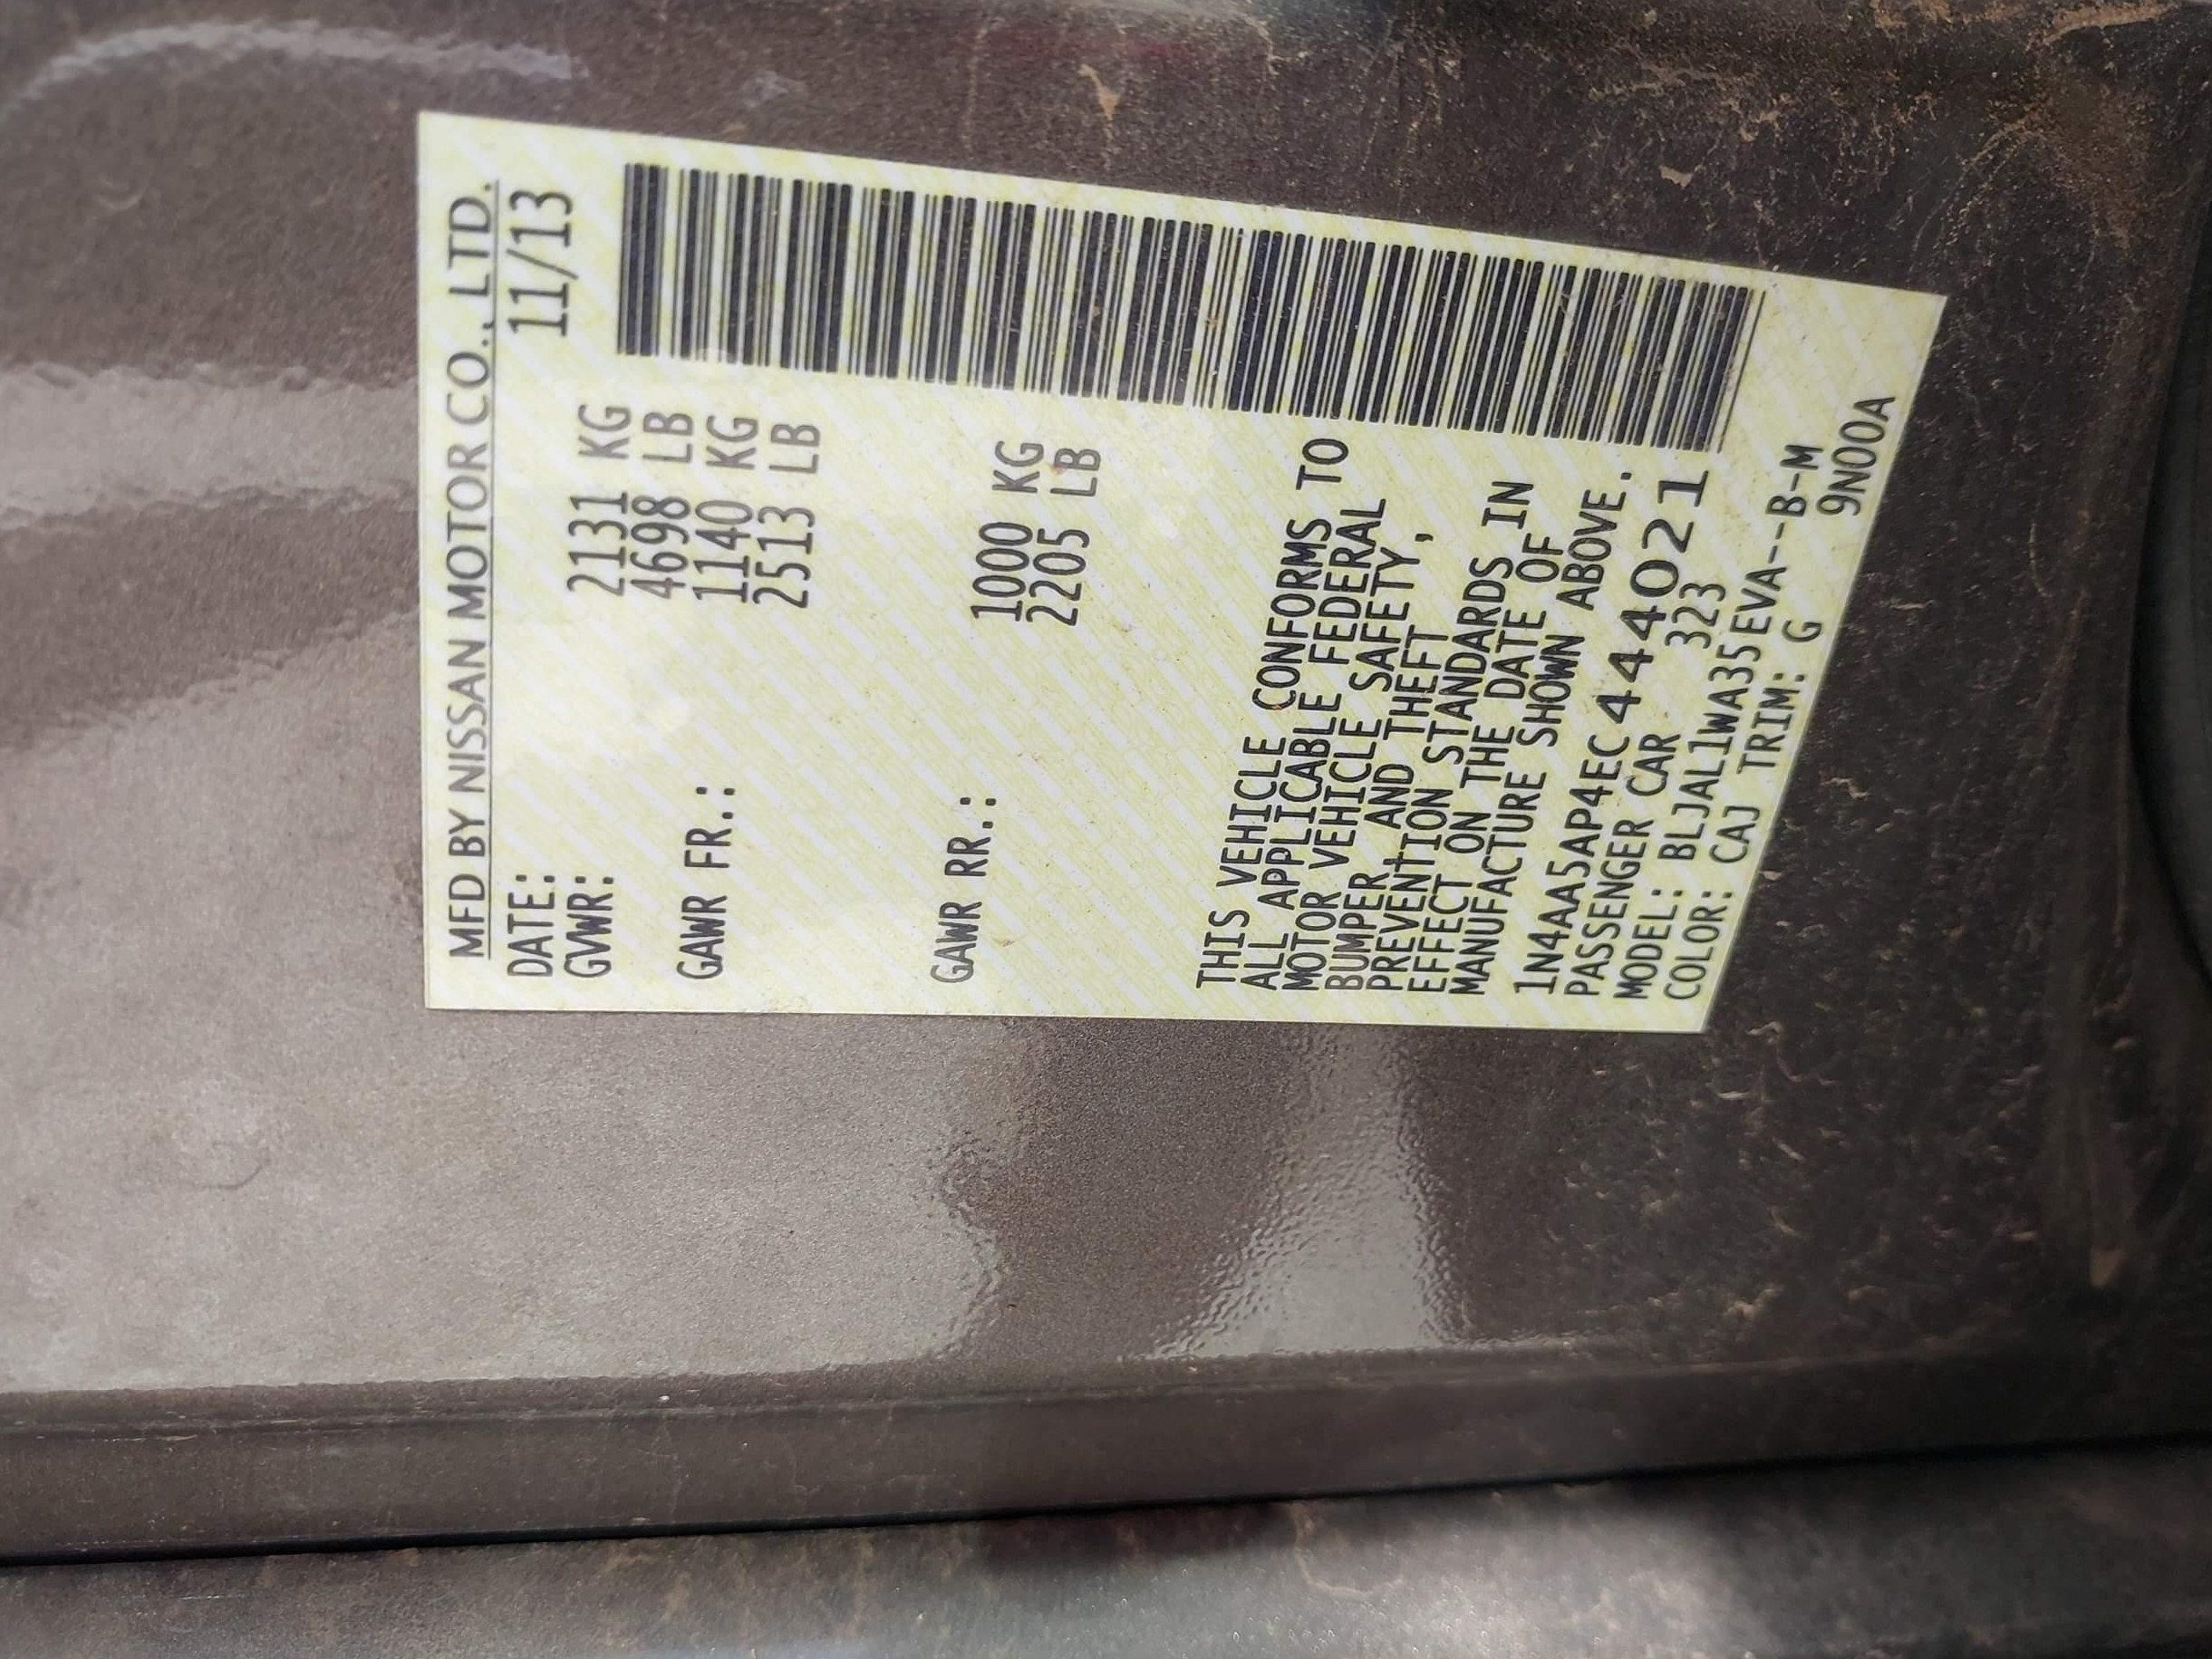 MFD BY NISSAN MOTOR CO., LTD.
DATE: 11/13
GVWR: 2131 KG
4698 LB
GAWR FR.: 1140 KG
2513 LB
GAWR RR.: 1000 KG
2205 LB
THIS VEHICLE CONFORMS TO
ALL APPLICABLE FEDERAL
MOTOR VEHICLE SAFETY,
BUMPER AND THEFT
PREVENTION STANDARDS IN
EFFECT ON THE DATE OF
MANUFACTURE SHOWN ABOVE.
1N4AA5AP4EC444021
PASSENGER CAR 323
MODEL: BLJAL1WA35EVA--B-M
COLOR: CAJ TRIM: G 9N00A